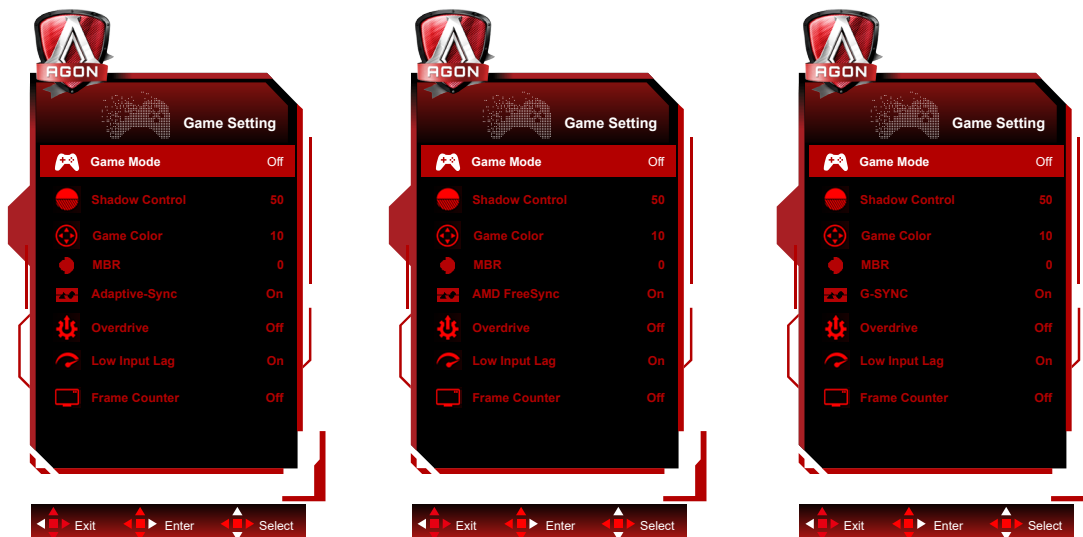 AGON
Game Setting
Game Mode Off
Shadow Control 50
Game Color 10
MBR 0
Adaptive-Sync On
Overdrive Off
Low Input Lag On
Frame Counter Off
Exit Enter Select
AGON
Game Setting
Game Mode Off
Shadow Control 50
Game Color 10
MBR 0
AMD FreeSync On
Overdrive Off
Low Input Lag On
Frame Counter Off
Exit Enter Select
AGON
Game Setting
Game Mode Off
Shadow Control 50
Game Color 10
MBR 0
G-SYNC On
Overdrive Off
Low Input Lag On
Frame Counter Off
Exit Enter Select